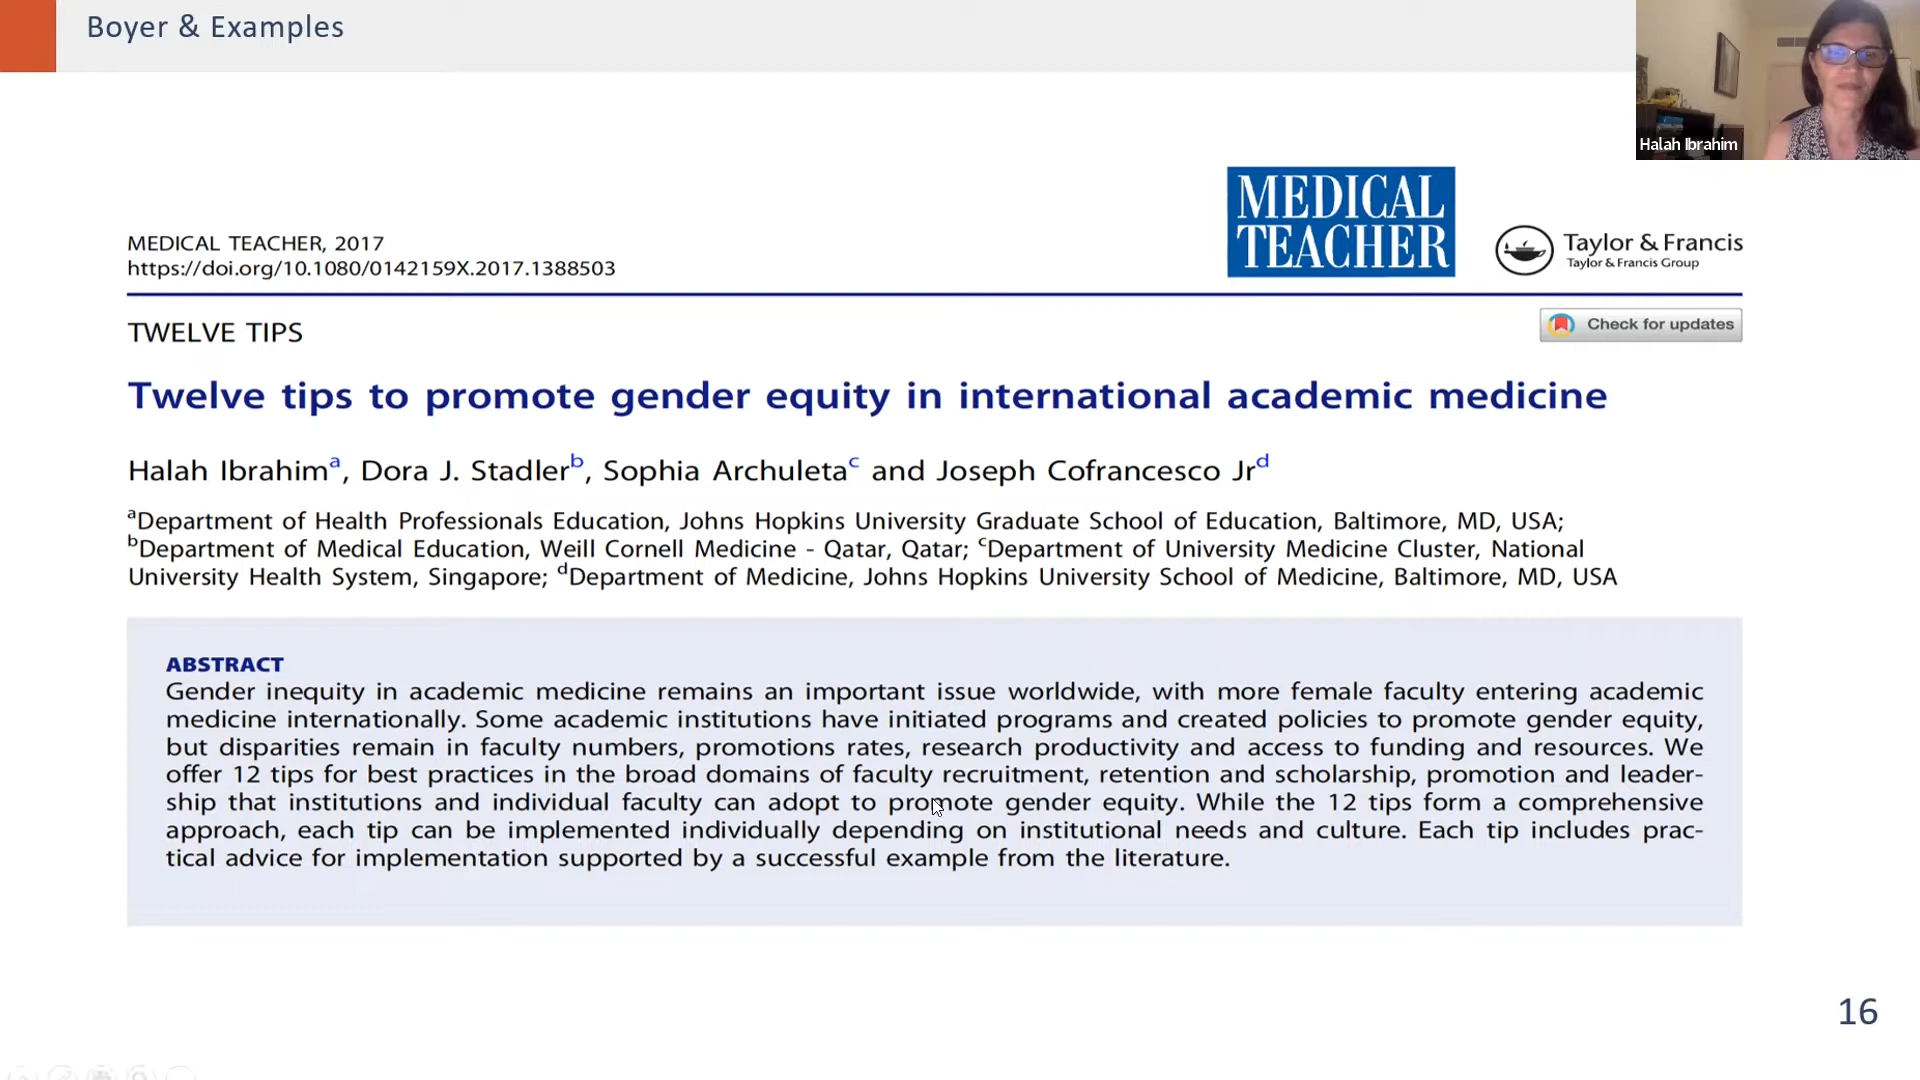 Boyer & Examples
Halah Ibrahim
MEDICAL
TEACHER
MEDICAL TEACHER, 2017
https://doi.org/10.1080/0142159X.2017.1388503
Taylor & Francis
Taylor & Francis Group
TWELVE TIPS
Check for updates
Twelve tips to promote gender equity in international academic medicine
Halah Ibrahimᵃ, Dora J. Stadlerᵇ, Sophia Archuletaᶜ and Joseph Cofrancesco Jrᵈ
ᵃDepartment of Health Professionals Education, Johns Hopkins University Graduate School of Education, Baltimore, MD, USA;
ᵇDepartment of Medical Education, Weill Cornell Medicine - Qatar, Qatar; ᶜDepartment of University Medicine Cluster, National
University Health System, Singapore; ᵈDepartment of Medicine, Johns Hopkins University School of Medicine, Baltimore, MD, USA
ABSTRACT
Gender inequity in academic medicine remains an important issue worldwide, with more female faculty entering academic
medicine internationally. Some academic institutions have initiated programs and created policies to promote gender equity,
but disparities remain in faculty numbers, promotions rates, research productivity and access to funding and resources. We
offer 12 tips for best practices in the broad domains of faculty recruitment, retention and scholarship, promotion and leader-
ship that institutions and individual faculty can adopt to promote gender equity. While the 12 tips form a comprehensive
approach, each tip can be implemented individually depending on institutional needs and culture. Each tip includes prac-
tical advice for implementation supported by a successful example from the literature.
16